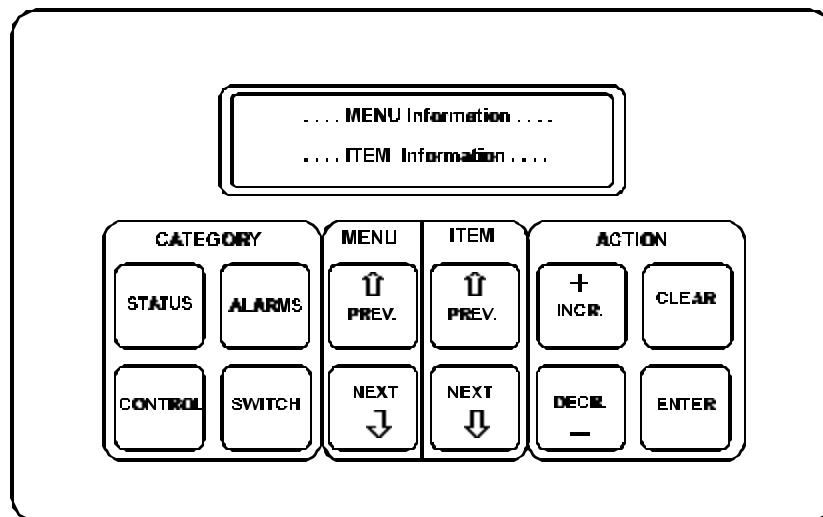 . . . . MENU Information . . . .
. . . . ITEM Information . . . .
CATEGORY MENU ITEM ACTION
STATUS ALARMS PREV. PREV. + INCR. CLEAR
CONTROL SWITCH NEXT NEXT DECR. − ENTER